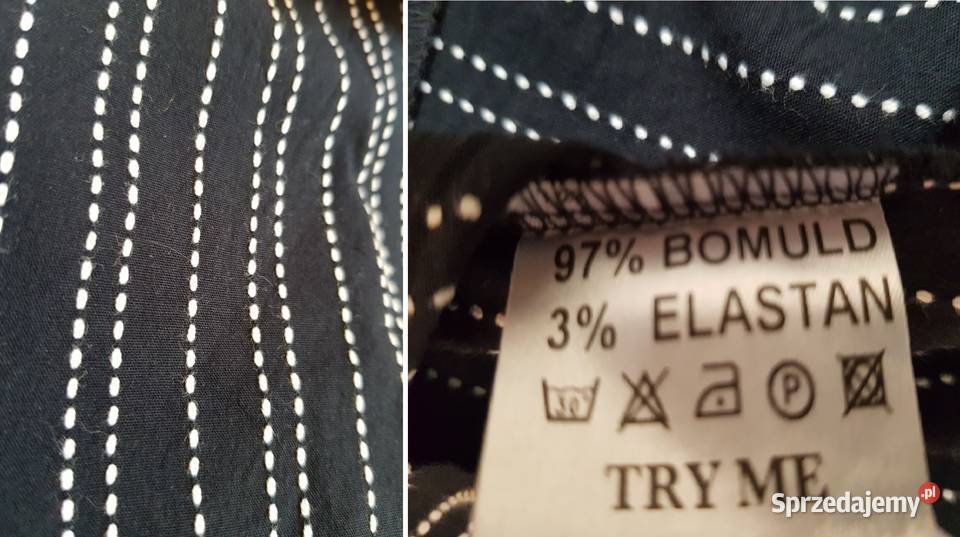 97% BOMULD
3% ELASTAN
30°
P
TRY ME
Sprzedajemy.pl